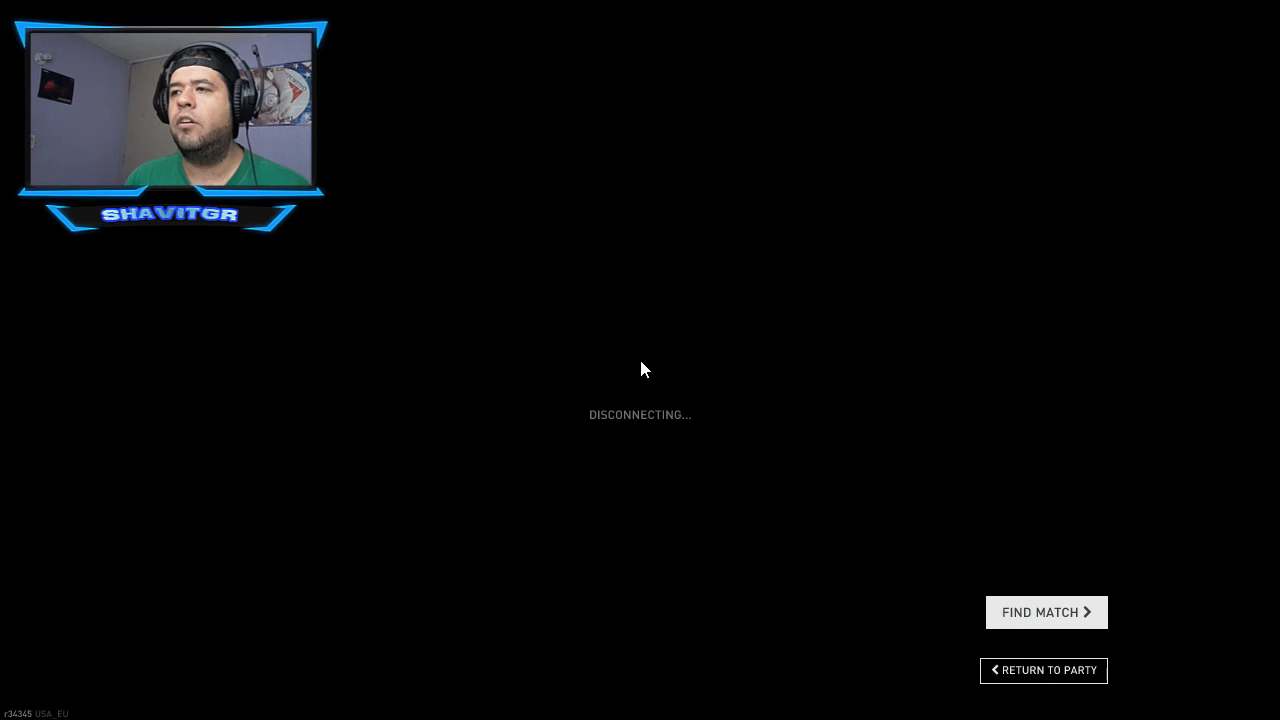 SHAVITGR
DISCONNECTING...
FIND MATCH
RETURN TO PARTY
r34345 USA_EU